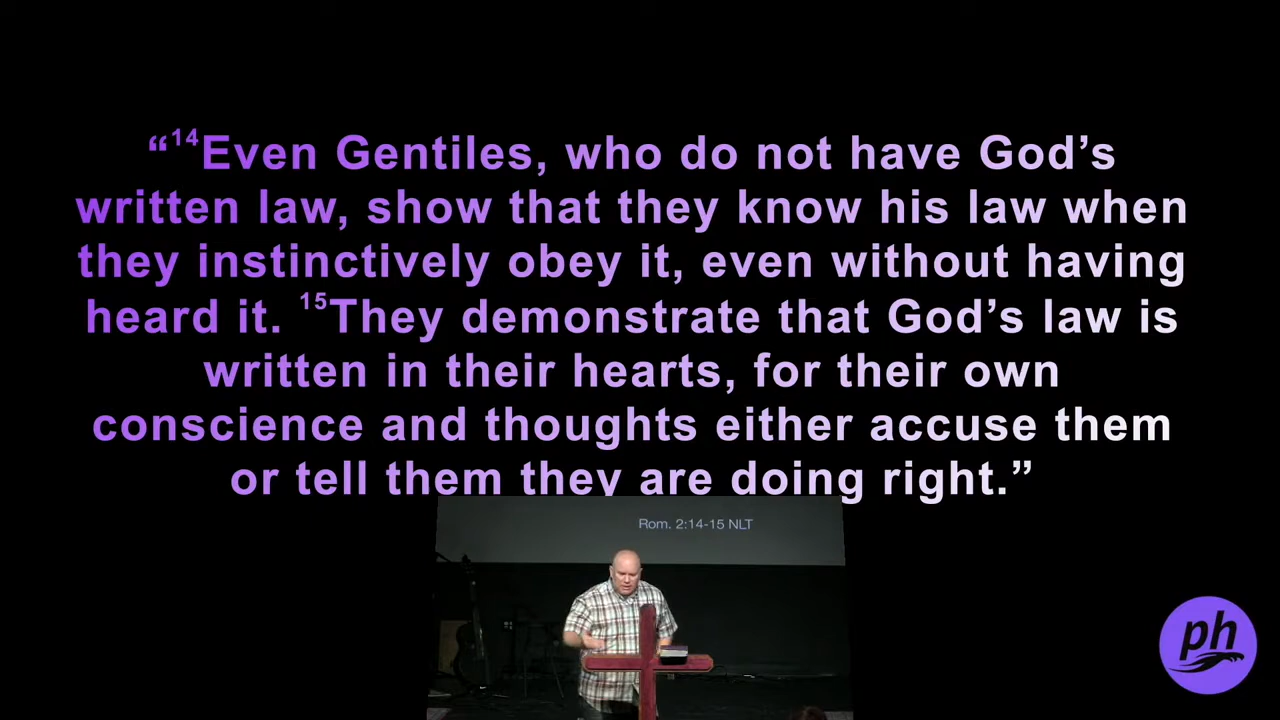 “¹⁴Even Gentiles, who do not have God’s
written law, show that they know his law when
they instinctively obey it, even without having
heard it. ¹⁵They demonstrate that God’s law is
written in their hearts, for their own
conscience and thoughts either accuse them
or tell them they are doing right.”
Rom. 2:14-15 NLT
ph